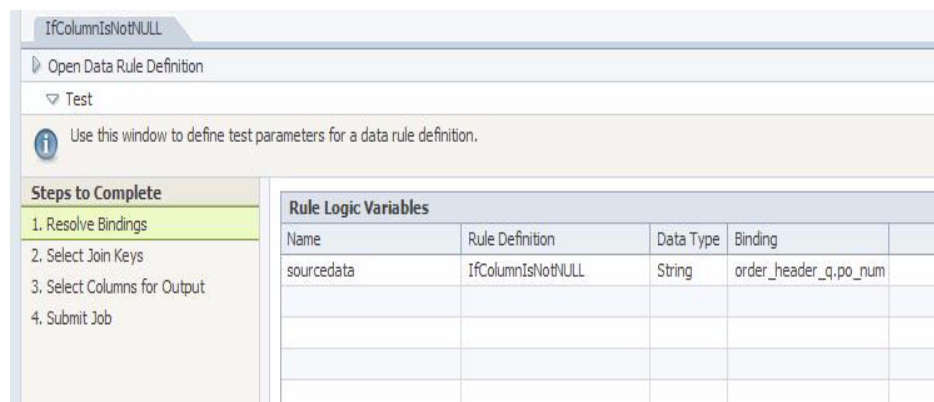 IfColumnIsNotNULL
Open Data Rule Definition
Test
Use this window to define test parameters for a data rule definition.
Steps to Complete
1. Resolve Bindings
2. Select Join Keys
3. Select Columns for Output
4. Submit Job
Rule Logic Variables
Name Rule Definition Data Type Binding
sourcedata IfColumnIsNotNULL String order_header_q.po_num